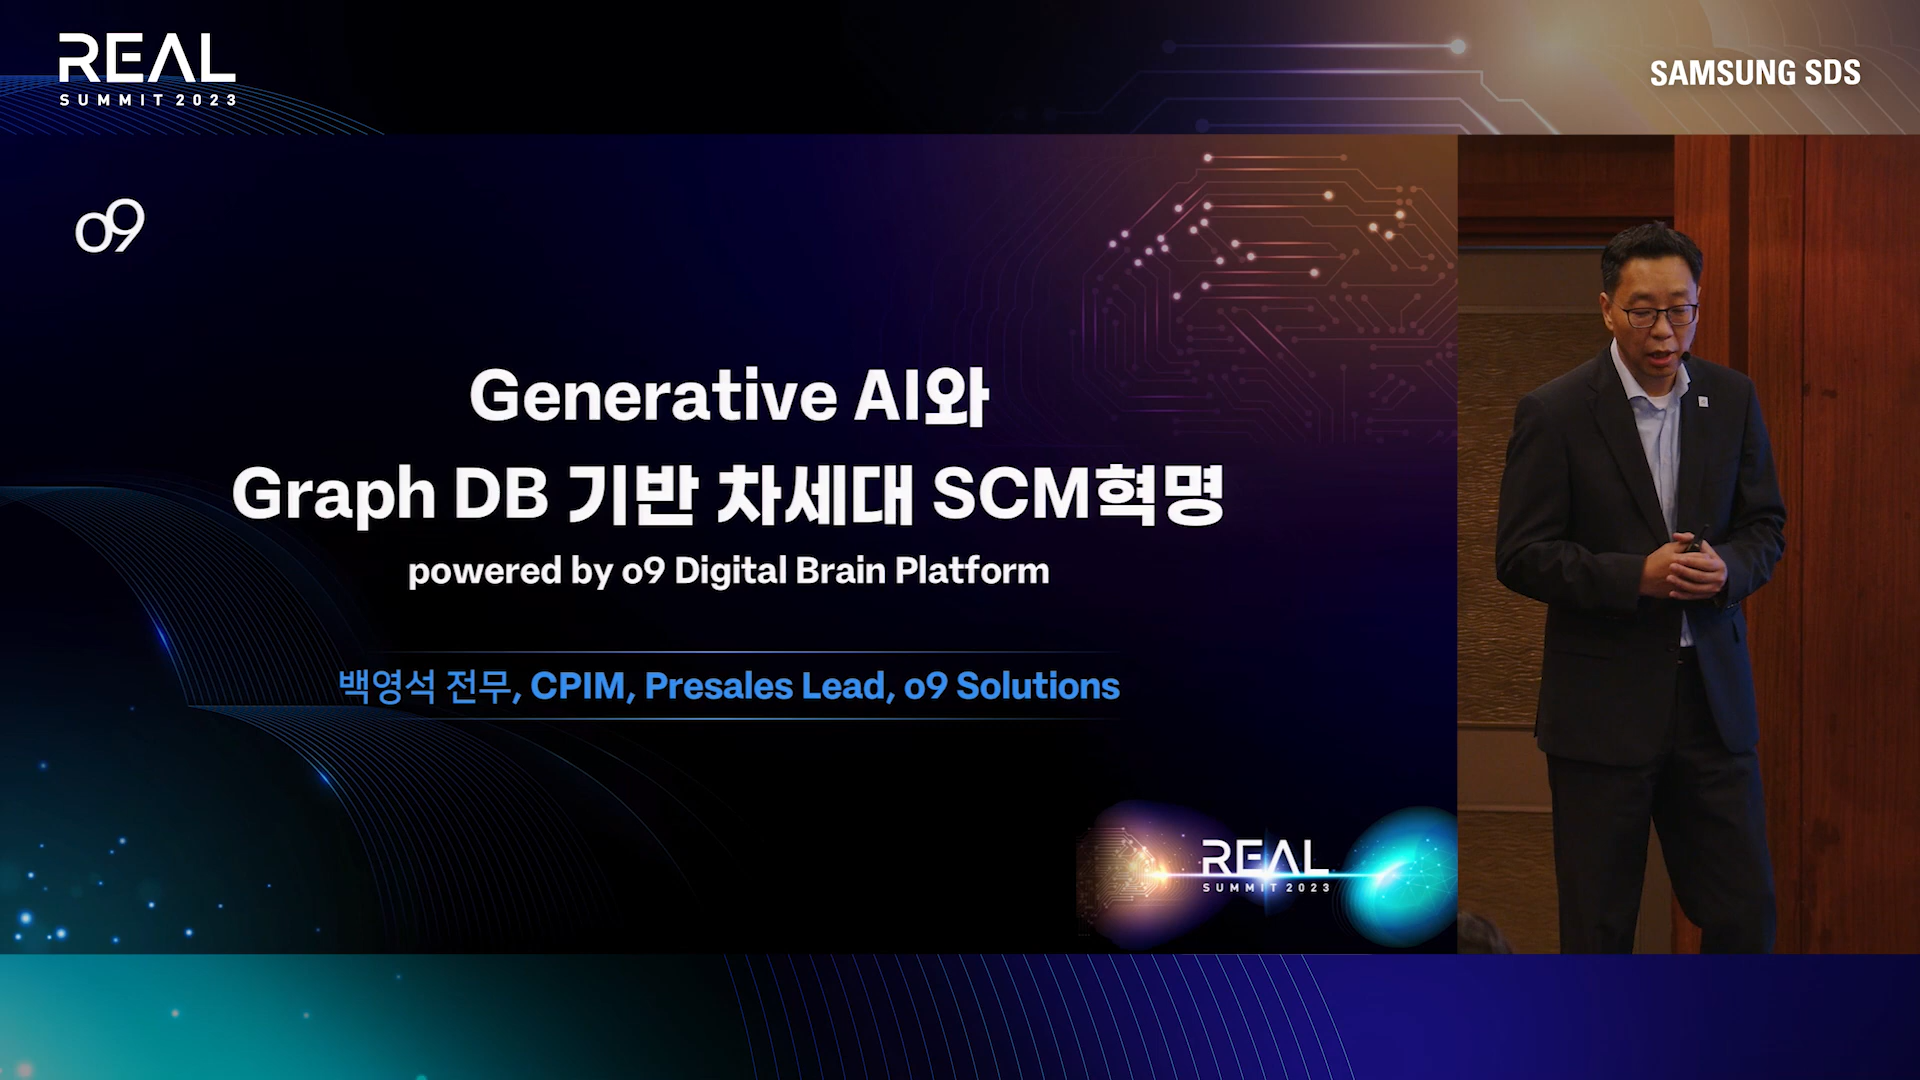 REAL
SUMMIT 2023
SAMSUNG SDS
o9
Generative AI와
Graph DB 기반 차세대 SCM혁명
powered by o9 Digital Brain Platform
백영석 전무, CPIM, Presales Lead, o9 Solutions
REAL
SUMMIT 2023